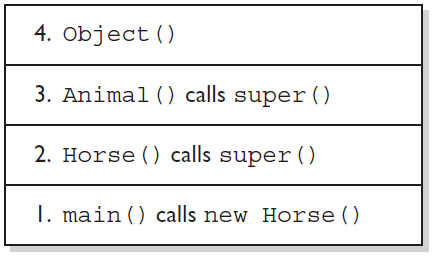 4. Object()
3. Animal() calls super()
2. Horse() calls super()
1. main() calls new Horse()